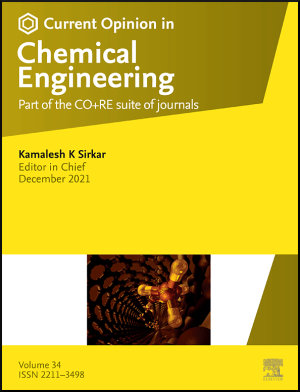 Current Opinion in
Chemical
Engineering
Part of the CO+RE suite of journals
Kamalesh K Sirkar
Editor in Chief
December 2021
Volume 34
ISSN 2211–3498
ELSEVIER